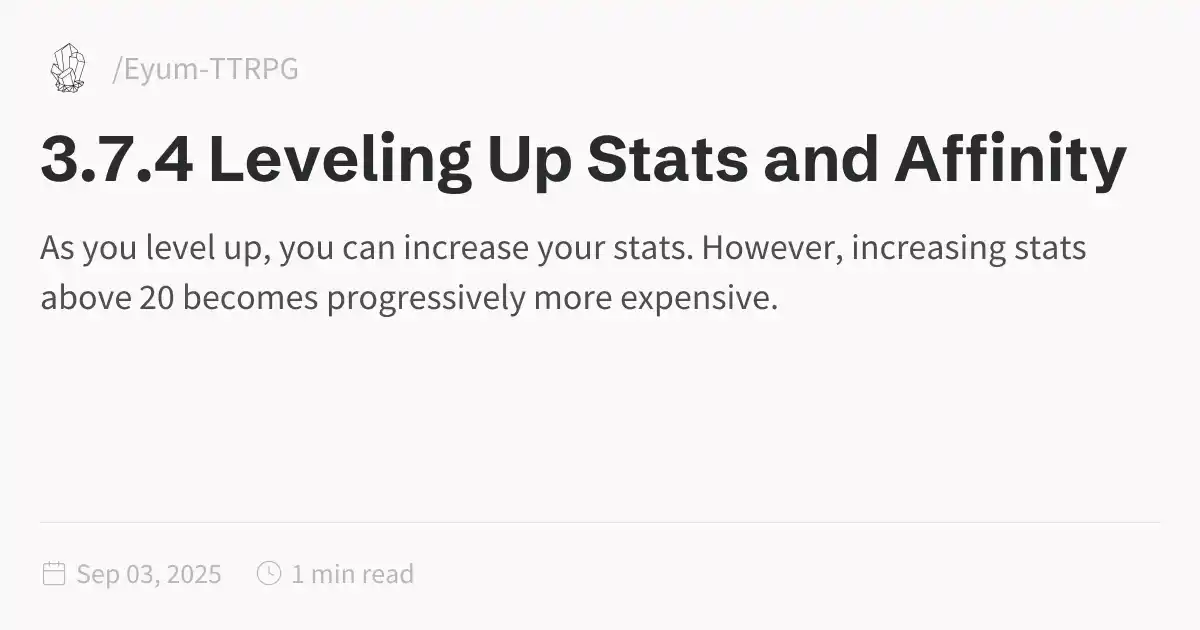 /Eyum-TTRPG
3.7.4 Leveling Up Stats and Affinity
As you level up, you can increase your stats. However, increasing stats
above 20 becomes progressively more expensive.
Sep 03, 2025
1 min read